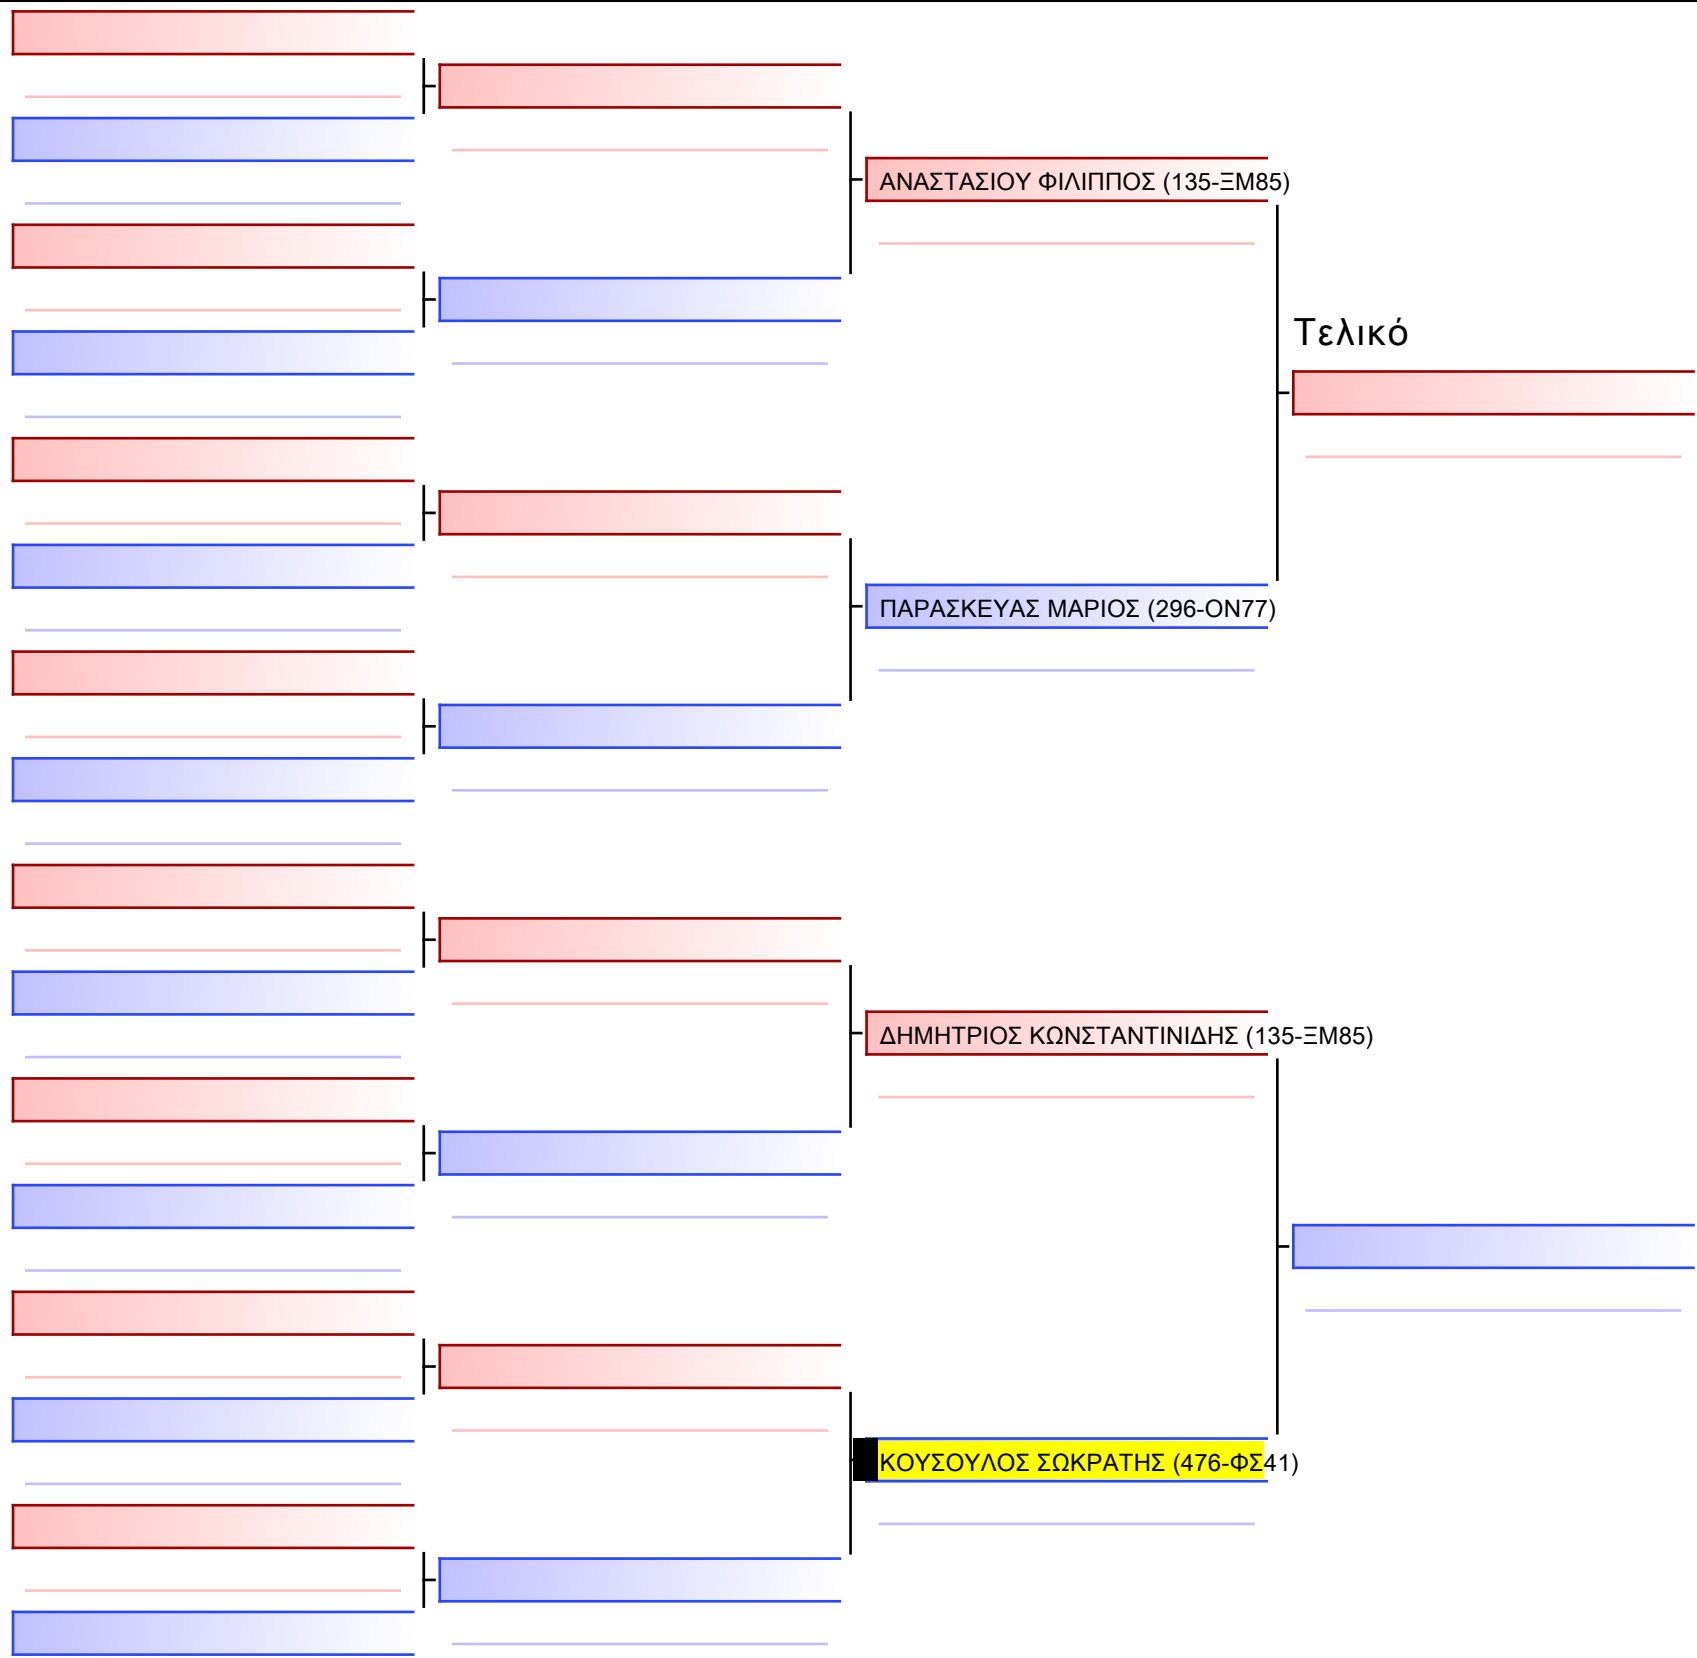 ΑΝΑΣΤΑΣΙΟΥ ΦΙΛΙΠΠΟΣ (135-ΞΜ85)
Τελικό
ΠΑΡΑΣΚΕΥΑΣ ΜΑΡΙΟΣ (296-ΟΝ77)
ΔΗΜΗΤΡΙΟΣ ΚΩΝΣΤΑΝΤΙΝΙΔΗΣ (135-ΞΜ85)
ΚΟΥΣΟΥΛΟΣ ΣΩΚΡΑΤΗΣ (476-ΦΣ41)